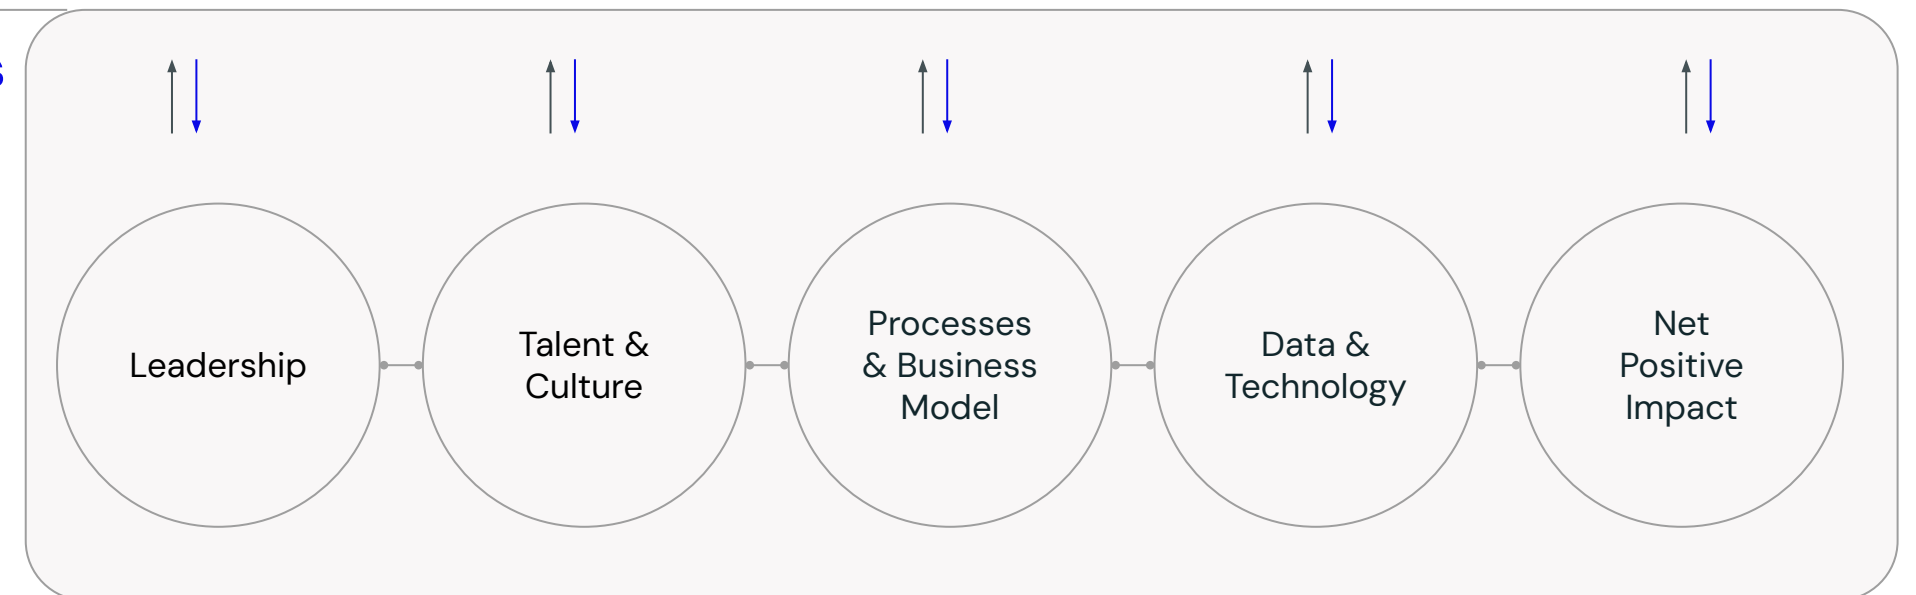 Leadership
Talent &
Culture
Processes
& Business
Model
Data &
Technology
Net
Positive
Impact